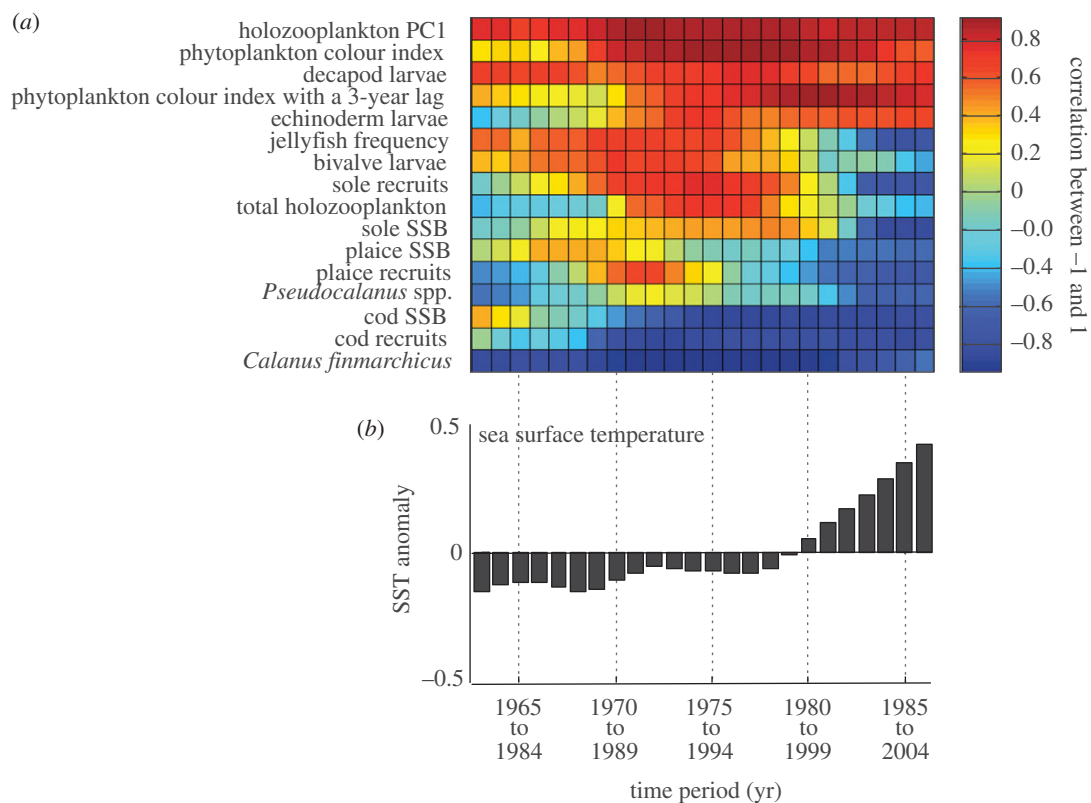 (a)
holozooplankton PC1
phytoplankton colour index
decapod larvae
phytoplankton colour index with a 3-year lag
echinoderm larvae
jellyfish frequency
bivalve larvae
sole recruits
total holozooplankton
sole SSB
plaice SSB
plaice recruits
Pseudocalanus spp.
cod SSB
cod recruits
Calanus finmarchicus
0.8
0.6
0.4
0.2
0
−0.0
−0.4
−0.6
−0.8
correlation between −1 and 1
(b)
sea surface temperature
0.5
0
−0.5
SST anomaly
1965 to 1984
1970 to 1989
1975 to 1994
1980 to 1999
1985 to 2004
time period (yr)